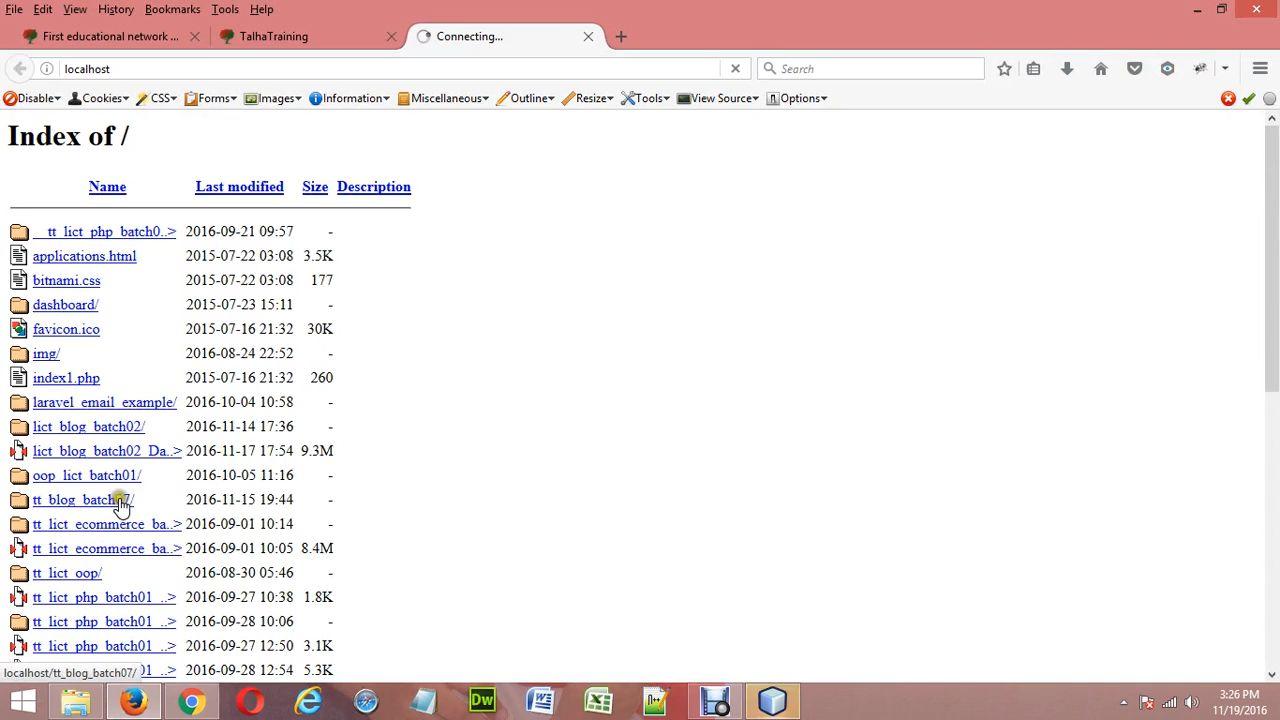 File Edit View History Bookmarks Tools Help
First educational network ... TalhaTraining Connecting...
localhost Search
Disable Cookies CSS Forms Images Information Miscellaneous Outline Resize Tools View Source Options
Index of /
Name Last modified Size Description
__tt_lict_php_batch0..> 2016-09-21 09:57 -
applications.html 2015-07-22 03:08 3.5K
bitnami.css 2015-07-22 03:08 177
dashboard/ 2015-07-23 15:11 -
favicon.ico 2015-07-16 21:32 30K
img/ 2016-08-24 22:52 -
index1.php 2015-07-16 21:32 260
laravel_email_example/ 2016-10-04 10:58 -
lict_blog_batch02/ 2016-11-14 17:36 -
lict_blog_batch02_Da..> 2016-11-17 17:54 9.3M
oop_lict_batch01/ 2016-10-05 11:16 -
tt_blog_batch07/ 2016-11-15 19:44 -
tt_lict_ecommerce_ba..> 2016-09-01 10:14 -
tt_lict_ecommerce_ba..> 2016-09-01 10:05 8.4M
tt_lict_oop/ 2016-08-30 05:46 -
tt_lict_php_batch01_..> 2016-09-27 10:38 1.8K
tt_lict_php_batch01_..> 2016-09-28 10:06 -
tt_lict_php_batch01_..> 2016-09-27 12:50 3.1K
01_..> 2016-09-28 12:54 5.3K
localhost/tt_blog_batch07/
3:26 PM
11/19/2016